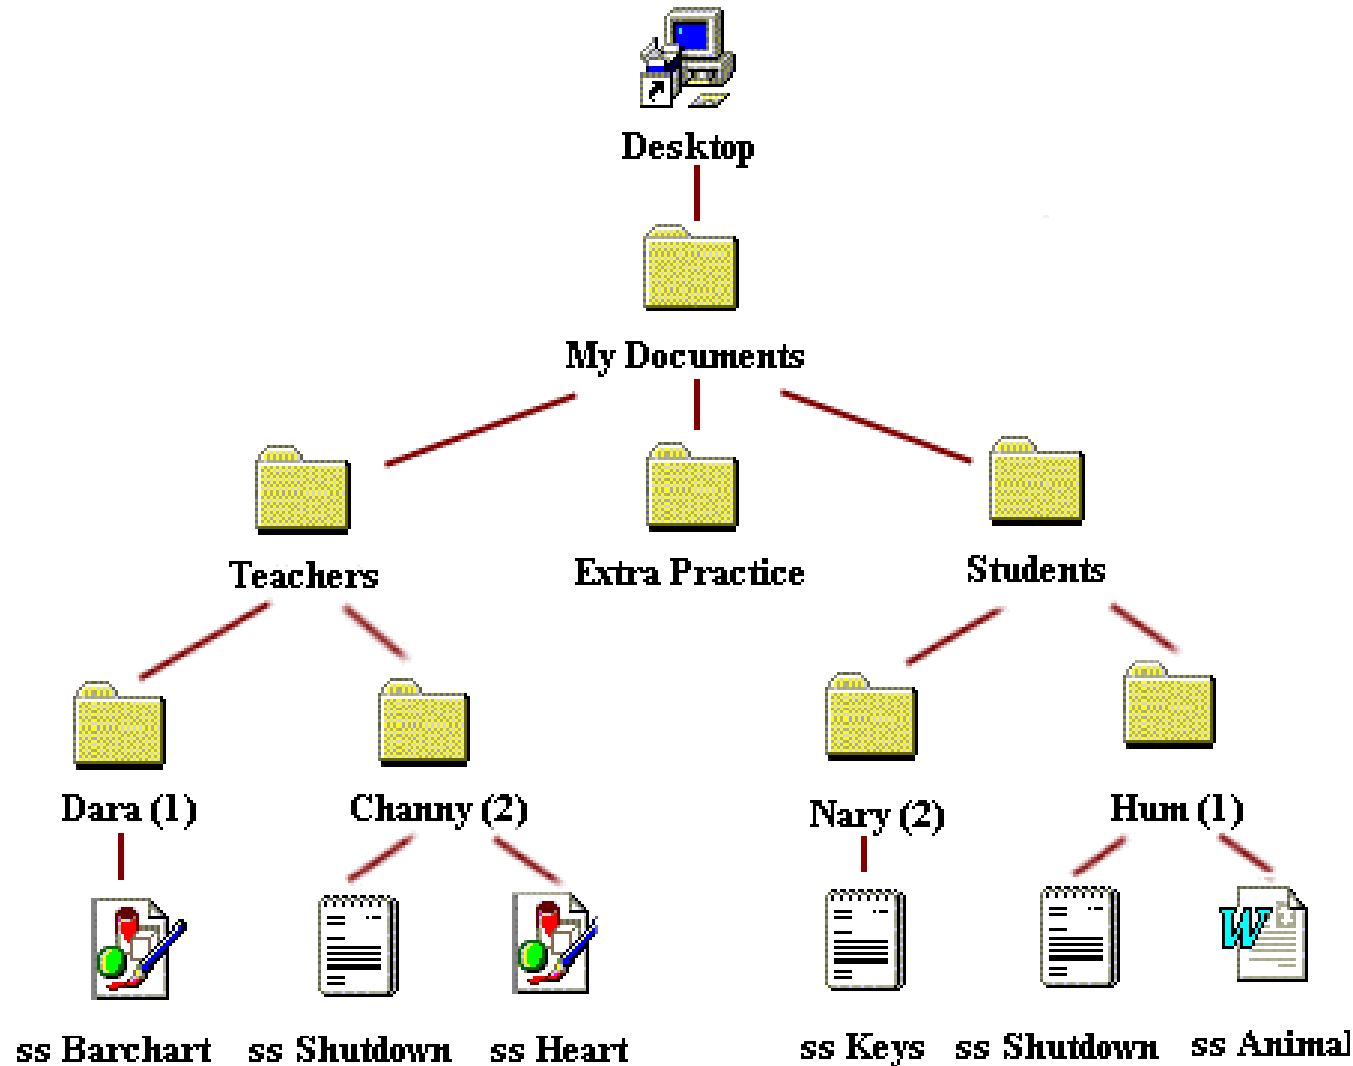 Desktop
My Documents
Teachers
Extra Practice
Students
Dara (1)
Channy (2)
Nary (2)
Hum (1)
W
ss Barchart
ss Shutdown
ss Heart
ss Keys
ss Shutdown
ss Animal